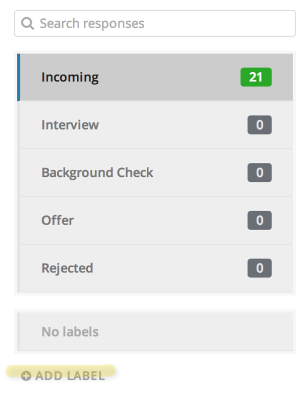 Search responses
Incoming 21
Interview 0
Background Check 0
Offer 0
Rejected 0
No labels
ADD LABEL